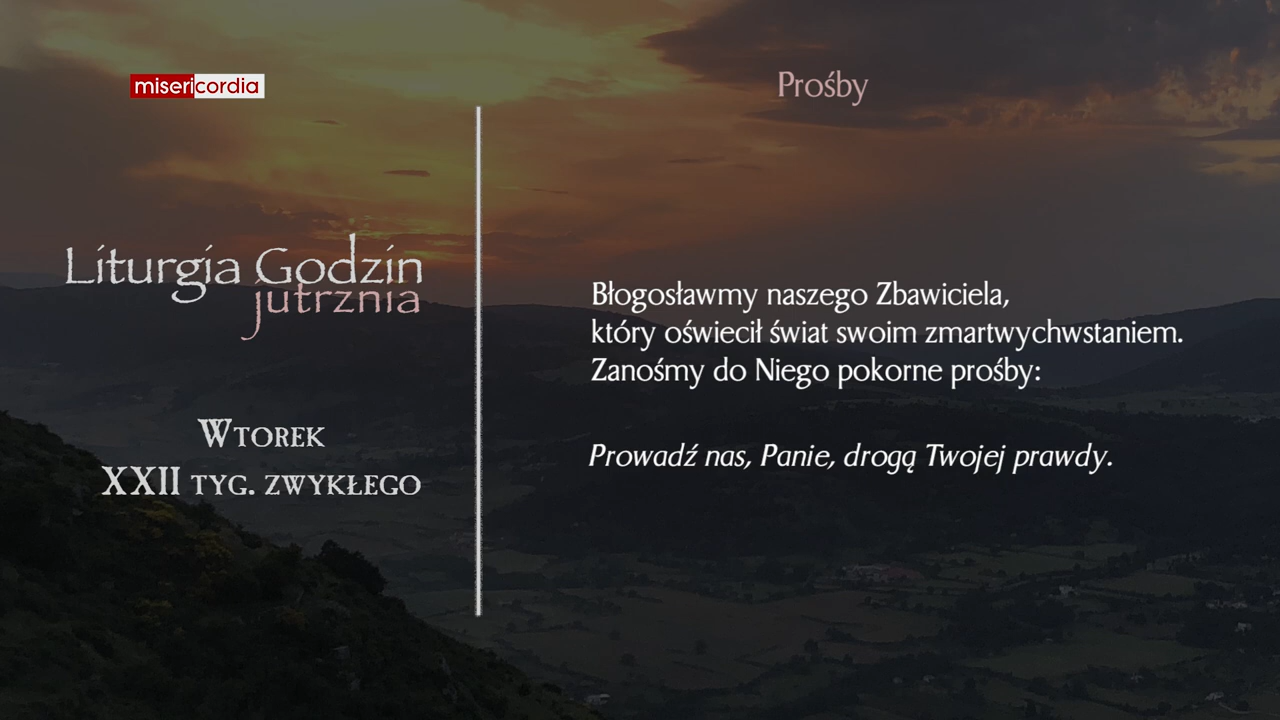 misericordia
Liturgia Godzin
jutrznia
Wtorek
XXII tyg. zwykłego
Prośby
Błogosławmy naszego Zbawiciela,
który oświecił świat swoim zmartwychwstaniem.
Zanośmy do Niego pokorne prośby:
Prowadź nas, Panie, drogą Twojej prawdy.